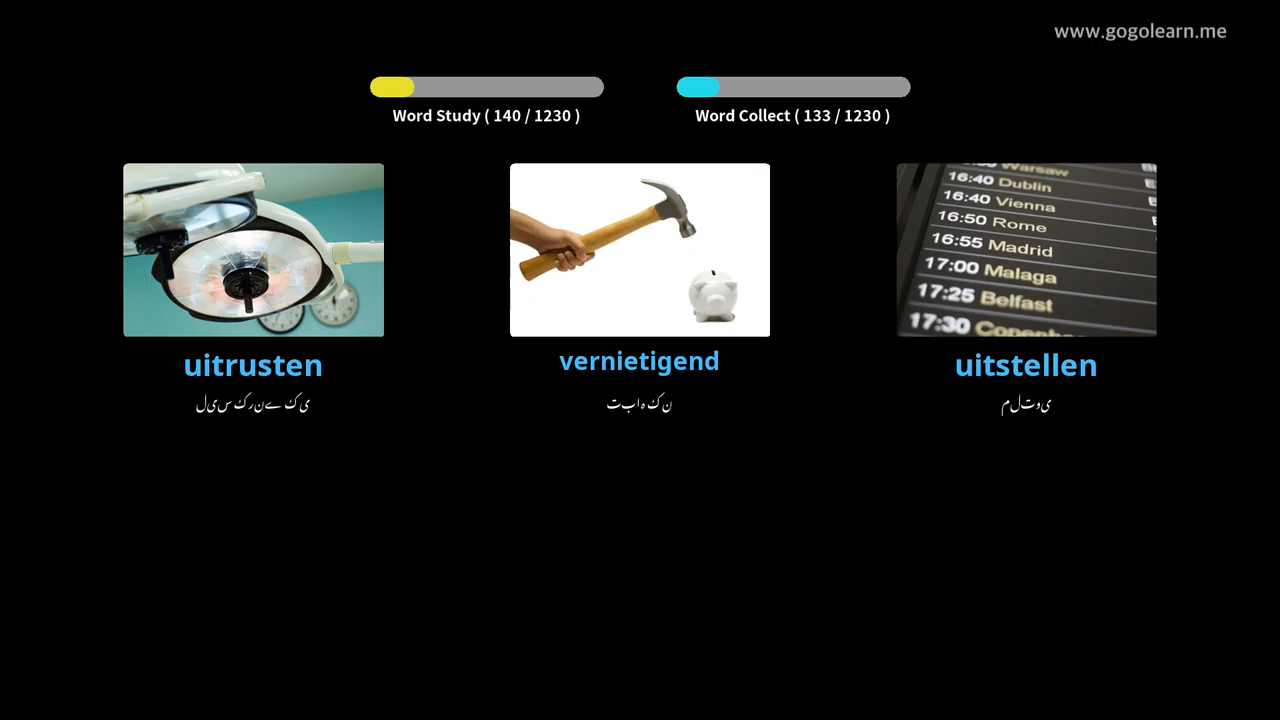 www.gogolearn.me
Word Study ( 140 / 1230 )
Word Collect ( 133 / 1230 )
Warsaw
16:40 Dublin
16:40 Vienna
16:50 Rome
16:55 Madrid
17:00 Malaga
17:25 Belfast
17:30
uitrusten
vernietigend
uitstellen
لیس کرنے کی
تباہ کن
ملتوی